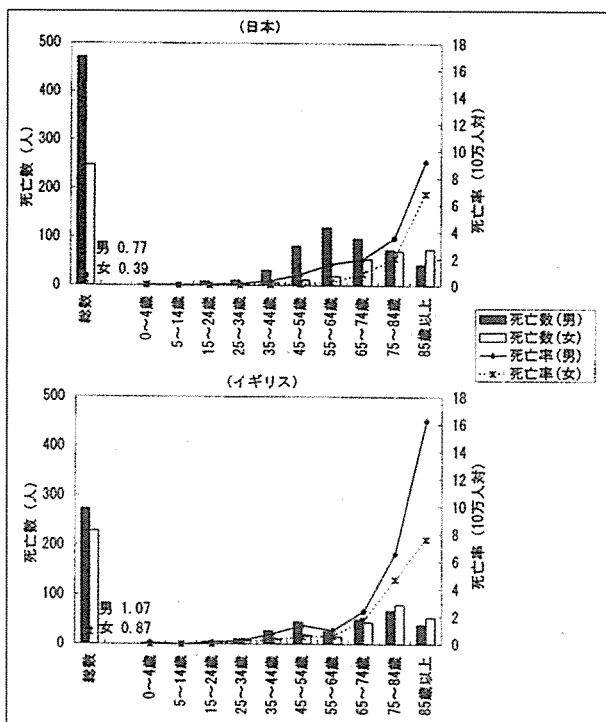 (日本)
死亡数(人)
500
400
300
200
100
0
男 0.77
女 0.39
死亡率(10万人対)
18
16
14
12
10
8
6
4
2
0
総数
0~4歳
5~14歳
15~24歳
25~34歳
35~44歳
45~54歳
55~64歳
65~74歳
75~84歳
85歳以上
死亡数(男)
死亡数(女)
死亡率(男)
死亡率(女)
(イギリス)
死亡数(人)
500
400
300
200
100
0
男 1.07
女 0.87
死亡率(10万人対)
18
16
14
12
10
8
6
4
2
0
総数
0~4歳
5~14歳
15~24歳
25~34歳
35~44歳
45~54歳
55~64歳
65~74歳
75~84歳
85歳以上